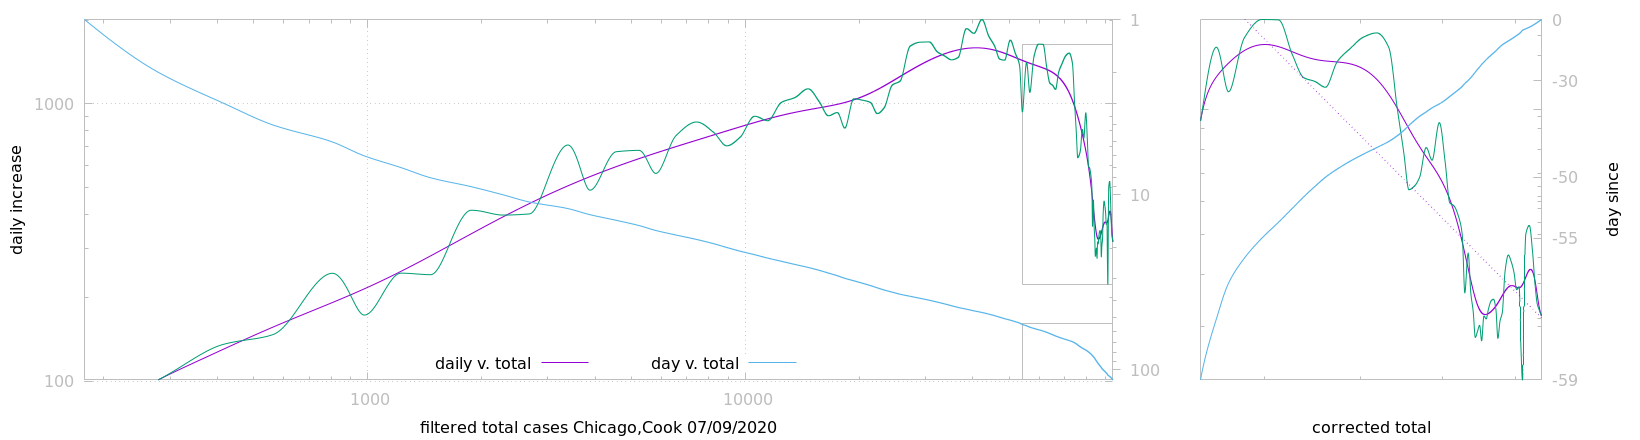 1
0
1000
-30
daily increase
10
-50
day since
-55
daily v. total
day v. total
100
100
-59
1000
10000
filtered total cases Chicago,Cook 07/09/2020
corrected total